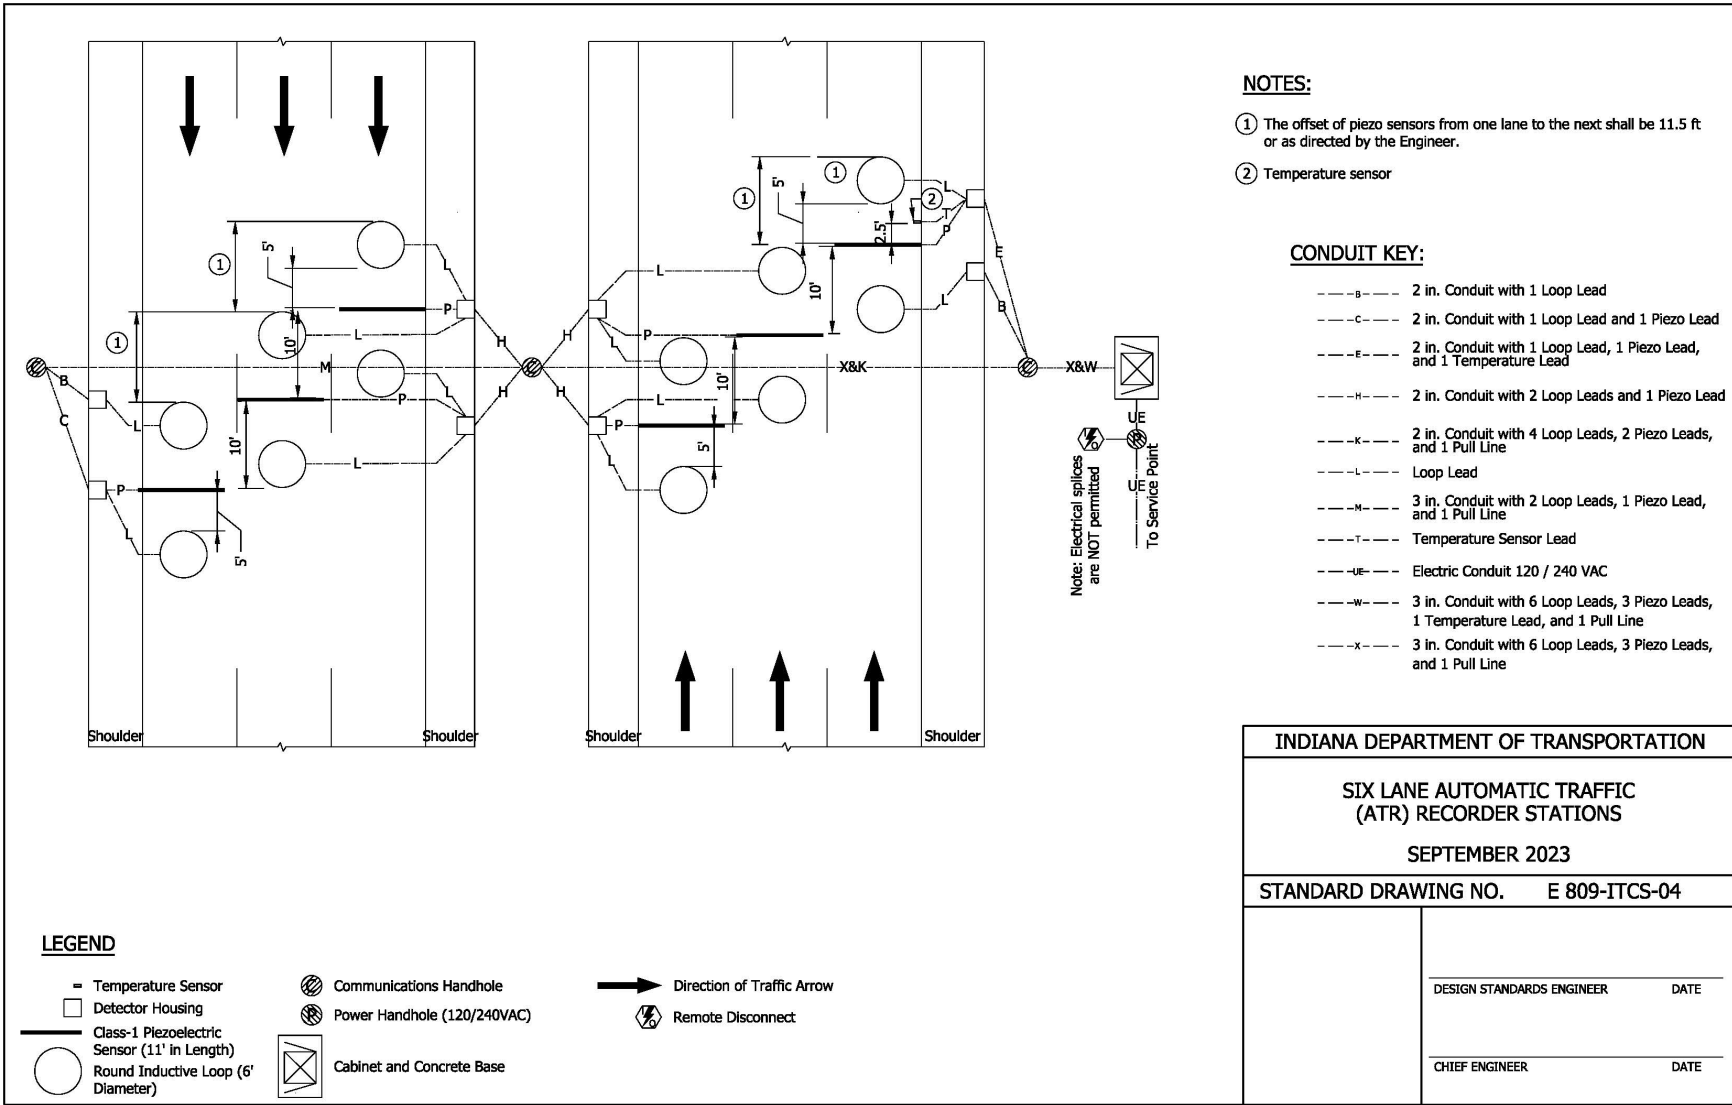 NOTES:
1 The offset of piezo sensors from one lane to the next shall be 11.5 ft
or as directed by the Engineer.
2 Temperature sensor
CONDUIT KEY:
B 2 in. Conduit with 1 Loop Lead
C 2 in. Conduit with 1 Loop Lead and 1 Piezo Lead
E 2 in. Conduit with 1 Loop Lead, 1 Piezo Lead,
and 1 Temperature Lead
H 2 in. Conduit with 2 Loop Leads and 1 Piezo Lead
K 2 in. Conduit with 4 Loop Leads, 2 Piezo Leads,
and 1 Pull Line
L Loop Lead
M 3 in. Conduit with 2 Loop Leads, 1 Piezo Lead,
and 1 Pull Line
T Temperature Sensor Lead
UE Electric Conduit 120 / 240 VAC
W 3 in. Conduit with 6 Loop Leads, 3 Piezo Leads,
1 Temperature Lead, and 1 Pull Line
X 3 in. Conduit with 6 Loop Leads, 3 Piezo Leads,
and 1 Pull Line
1
5'
L
1
P
L
10'
C
B
M
L
P
C
L
10'
L
P
L
5'
H
H
C
H
H
1
5'
1
L
2
T
P
2.5'
L
10'
E
L
B
P
L
X&K
10'
L
P
5'
L
C
X&W
UE
P
UE
Note: Electrical splices
are NOT permitted
To Service Point
Shoulder
Shoulder
Shoulder
Shoulder
INDIANA DEPARTMENT OF TRANSPORTATION
SIX LANE AUTOMATIC TRAFFIC
(ATR) RECORDER STATIONS
SEPTEMBER 2023
STANDARD DRAWING NO. E 809-ITCS-04
DESIGN STANDARDS ENGINEER DATE
CHIEF ENGINEER DATE
LEGEND
Temperature Sensor
Detector Housing
Class-1 Piezoelectric
Sensor (11' in Length)
Round Inductive Loop (6'
Diameter)
C Communications Handhole
P Power Handhole (120/240VAC)
Cabinet and Concrete Base
Direction of Traffic Arrow
Remote Disconnect